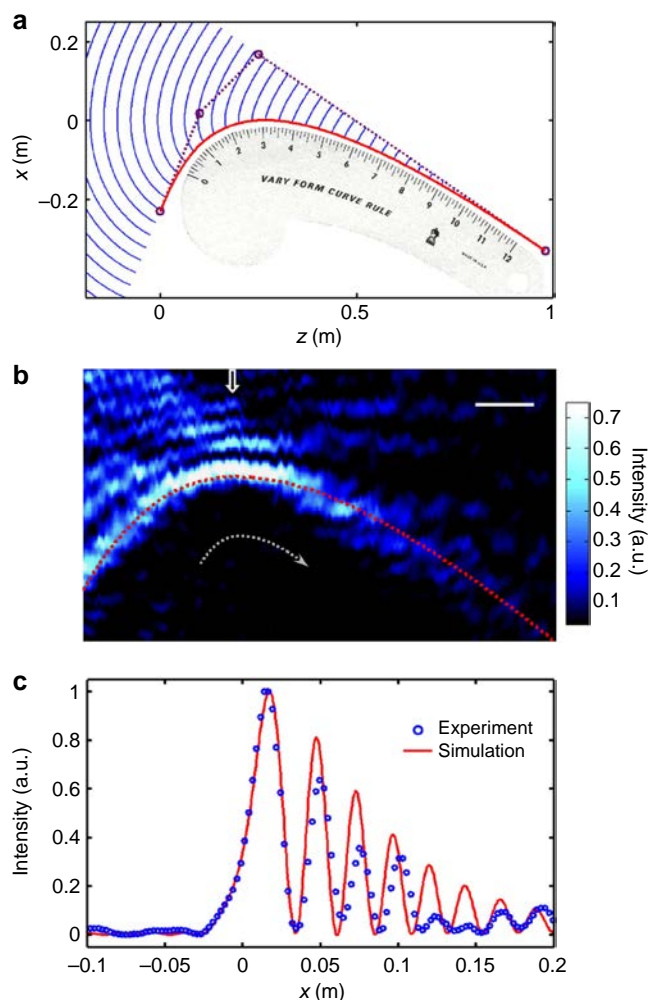 a
0.2
0
−0.2
x (m)
0 1 2 3 4 5 6 7 8 9 10 11 12
VARY FORM CURVE RULE
MADE IN U.S.A.
0 0.5 1
z (m)
b
0.7
0.6
0.5
0.4
0.3
0.2
0.1
Intensity (a.u.)
c
1
0.8
0.6
0.4
0.2
0
Intensity (a.u.)
Experiment
Simulation
−0.1 −0.05 0 0.05 0.1 0.15 0.2
x (m)